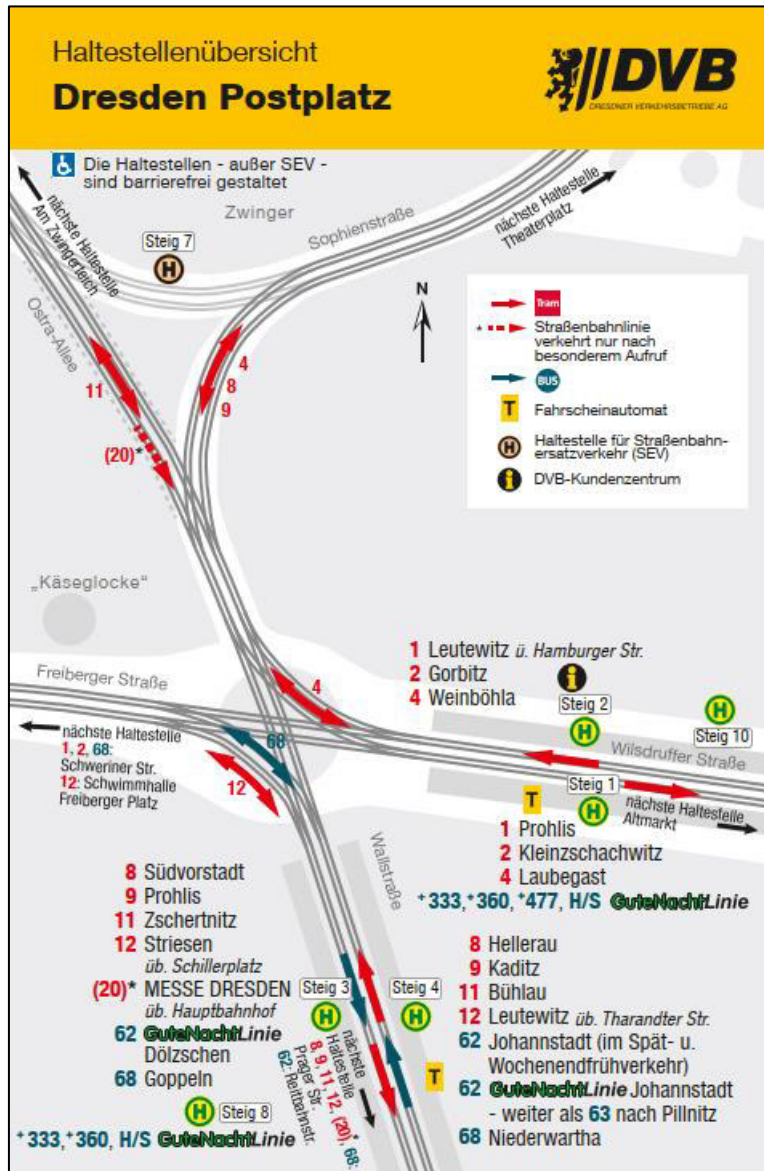 Haltestellenübersicht
Dresden Postplatz
DVB
DRESDNER VERKEHRSBETRIEBE AG
Die Haltestellen - außer SEV -
sind barrierefrei gestaltet
nächste Haltestelle
Am Zwingerteich
Zwinger
Steig 7
H
Sophienstraße
nächste Haltestelle
Theaterplatz
Ostra-Allee
N
Tram
* Straßenbahnlinie
verkehrt nur nach
besonderem Aufruf
BUS
T Fahrscheinautomat
H Haltestelle für Straßenbahn-
ersatzverkehr (SEV)
i DVB-Kundenzentrum
11
4
8
9
(20)*
„Käseglocke“
Freiberger Straße
4
68
12
nächste Haltestelle
1, 2, 68:
Schweriner Str.
12: Schwimmhalle
Freiberger Platz
1 Leutewitz ü. Hamburger Str.
2 Gorbitz
4 Weinböhla
i
Steig 2
H
H
Steig 10
Wilsdruffer Straße
Steig 1
H
T
nächste Haltestelle
Altmarkt
1 Prohlis
2 Kleinzschachwitz
4 Laubegast
+333,+360, +477, H/S GuteNachtLinie
Wallstraße
8 Südvorstadt
9 Prohlis
11 Zschertnitz
12 Striesen
üb. Schillerplatz
(20)* MESSE DRESDEN
üb. Hauptbahnhof
62 GuteNachtLinie
Dölzschen
68 Goppeln
H Steig 8
+333,+360, H/S GuteNachtLinie
Steig 3
H
Steig 4
H
T
nächste
Haltestelle
8, 9, 11, 12, (20)*, 68:
Prager Str.
62: Reitbahnstr.
8 Hellerau
9 Kaditz
11 Bühlau
12 Leutewitz üb. Tharandter Str.
62 Johannstadt (im Spät- u.
Wochenendfrühverkehr)
62 GuteNachtLinie Johannstadt
- weiter als 63 nach Pillnitz
68 Niederwartha